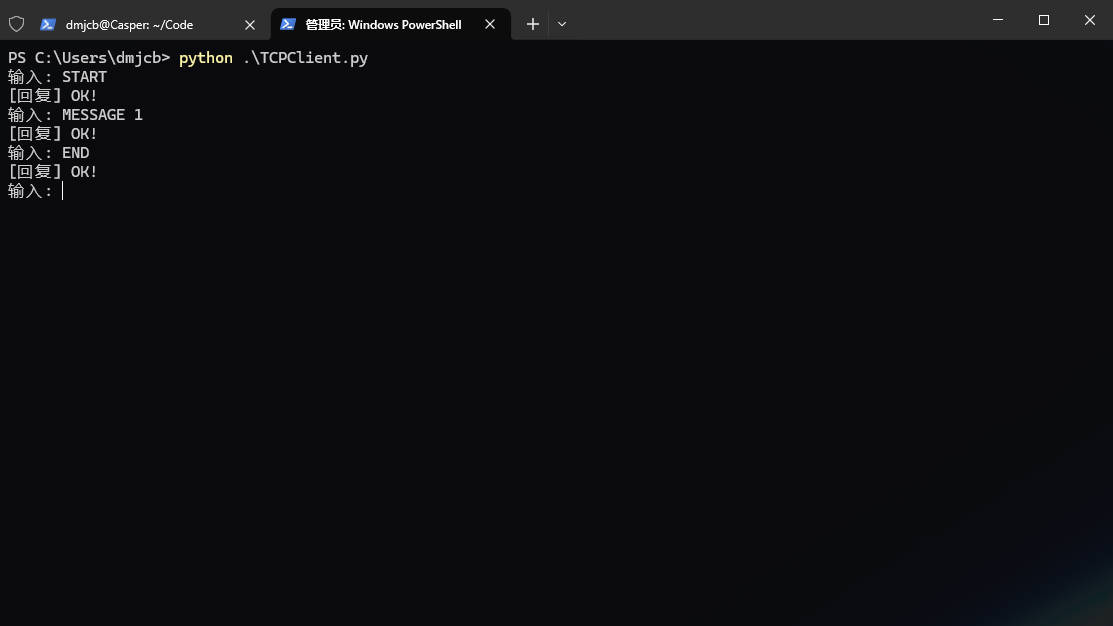 dmjcb@Casper: ~/Code
管理员: Windows PowerShell
PS C:\Users\dmjcb> python .\TCPClient.py
输入: START
[回复] OK!
输入: MESSAGE 1
[回复] OK!
输入: END
[回复] OK!
输入: